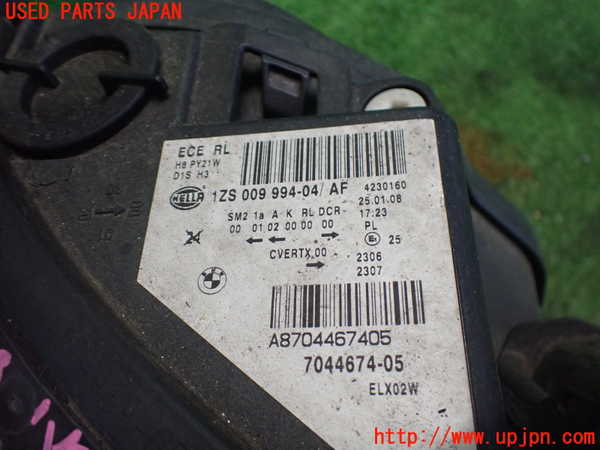 USED PARTS JAPAN
ECE RL
H8 PY21W
D1S H3
HELLA 1ZS 009 994-04/ AF 4230160
25.01.08
SM2 1a A K RL DCR 17:23
00 01 02 00 00 00 PL
24 25
CVERTX.00 2306
2307
A8704467405
7044674-05
ELX02W
http://www.upjpn.com